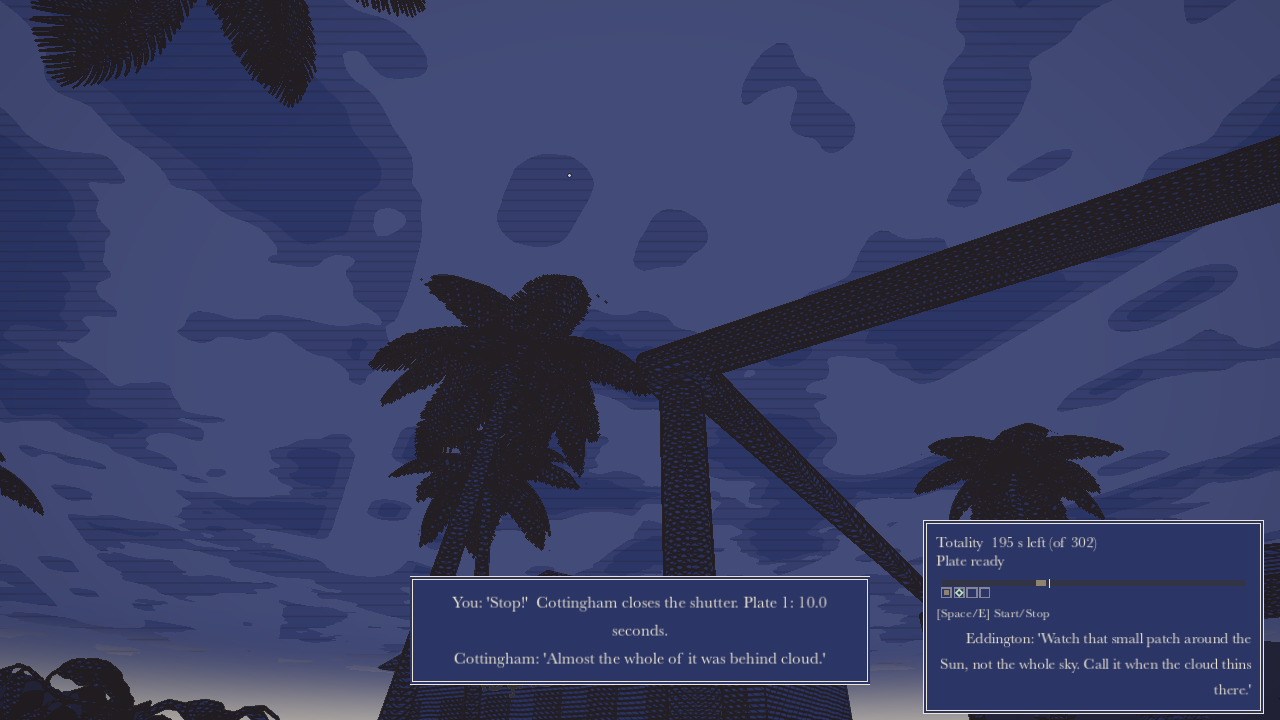 You: 'Stop!' Cottingham closes the shutter. Plate 1: 10.0
seconds.
Cottingham: 'Almost the whole of it was behind cloud.'
Totality 195 s left (of 302)
Plate ready
[Space/E] Start/Stop
Eddington: 'Watch that small patch around the
Sun, not the whole sky. Call it when the cloud thins
there.'